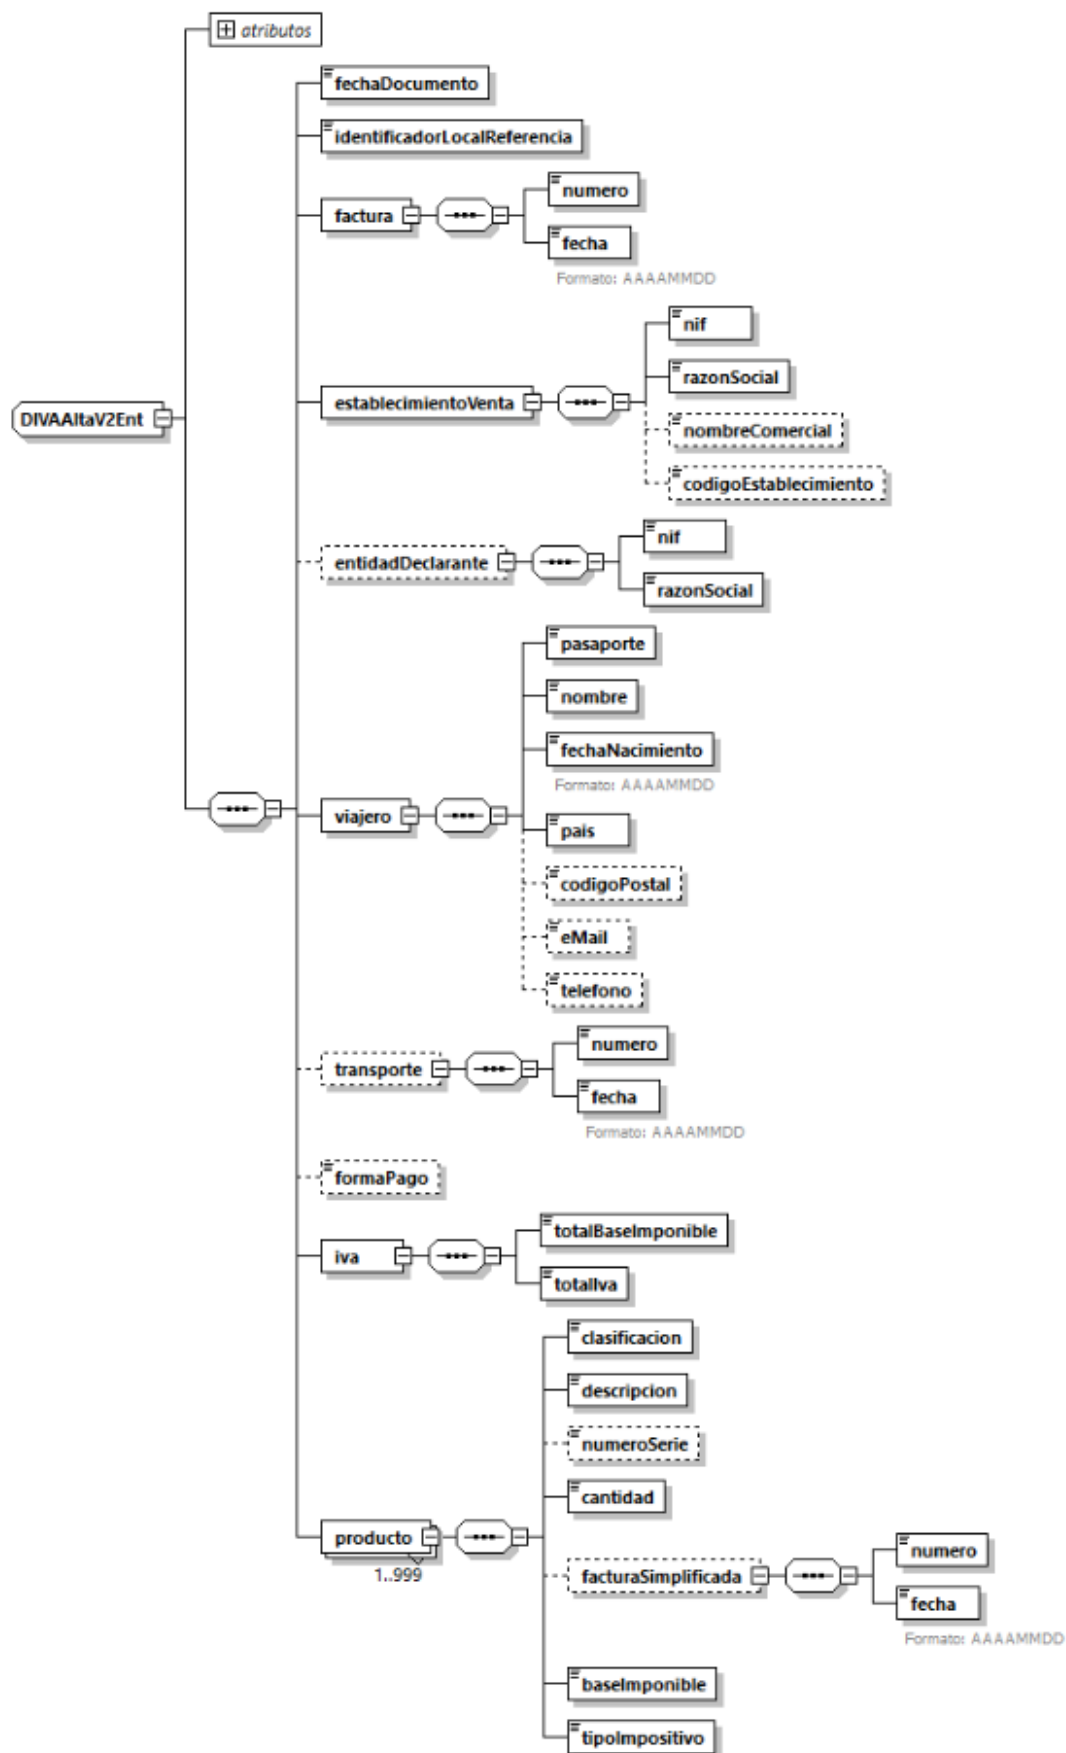 atributos
fechaDocumento
identificadorLocalReferencia
numero
factura
fecha
Formato: AAAAMMDD
nif
razonSocial
establecimientoVenta
DIVAAltaV2Ent
nombreComercial
codigoEstablecimiento
nif
entidadDeclarante
razonSocial
pasaporte
nombre
fechaNacimiento
Formato: AAAAMMDD
viajero
pais
codigoPostal
eMail
telefono
numero
transporte
fecha
Formato: AAAAMMDD
formaPago
totalBaseImponible
iva
totalIva
clasificacion
descripcion
numeroSerie
cantidad
producto
1..999
numero
facturaSimplificada
fecha
Formato: AAAAMMDD
baseImponible
tipoImpositivo